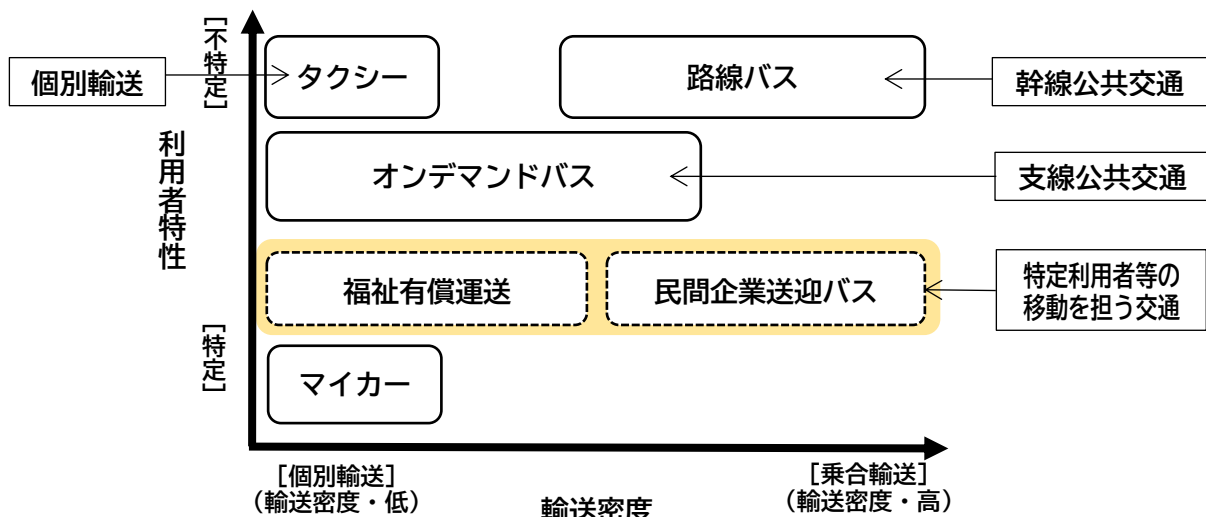 [不特定]
個別輸送
タクシー
路線バス
幹線公共交通
利用者特性
オンデマンドバス
支線公共交通
福祉有償運送
民間企業送迎バス
特定利用者等の
移動を担う交通
[特定]
マイカー
[個別輸送]
(輸送密度・低)
輸送密度
[乗合輸送]
(輸送密度・高)